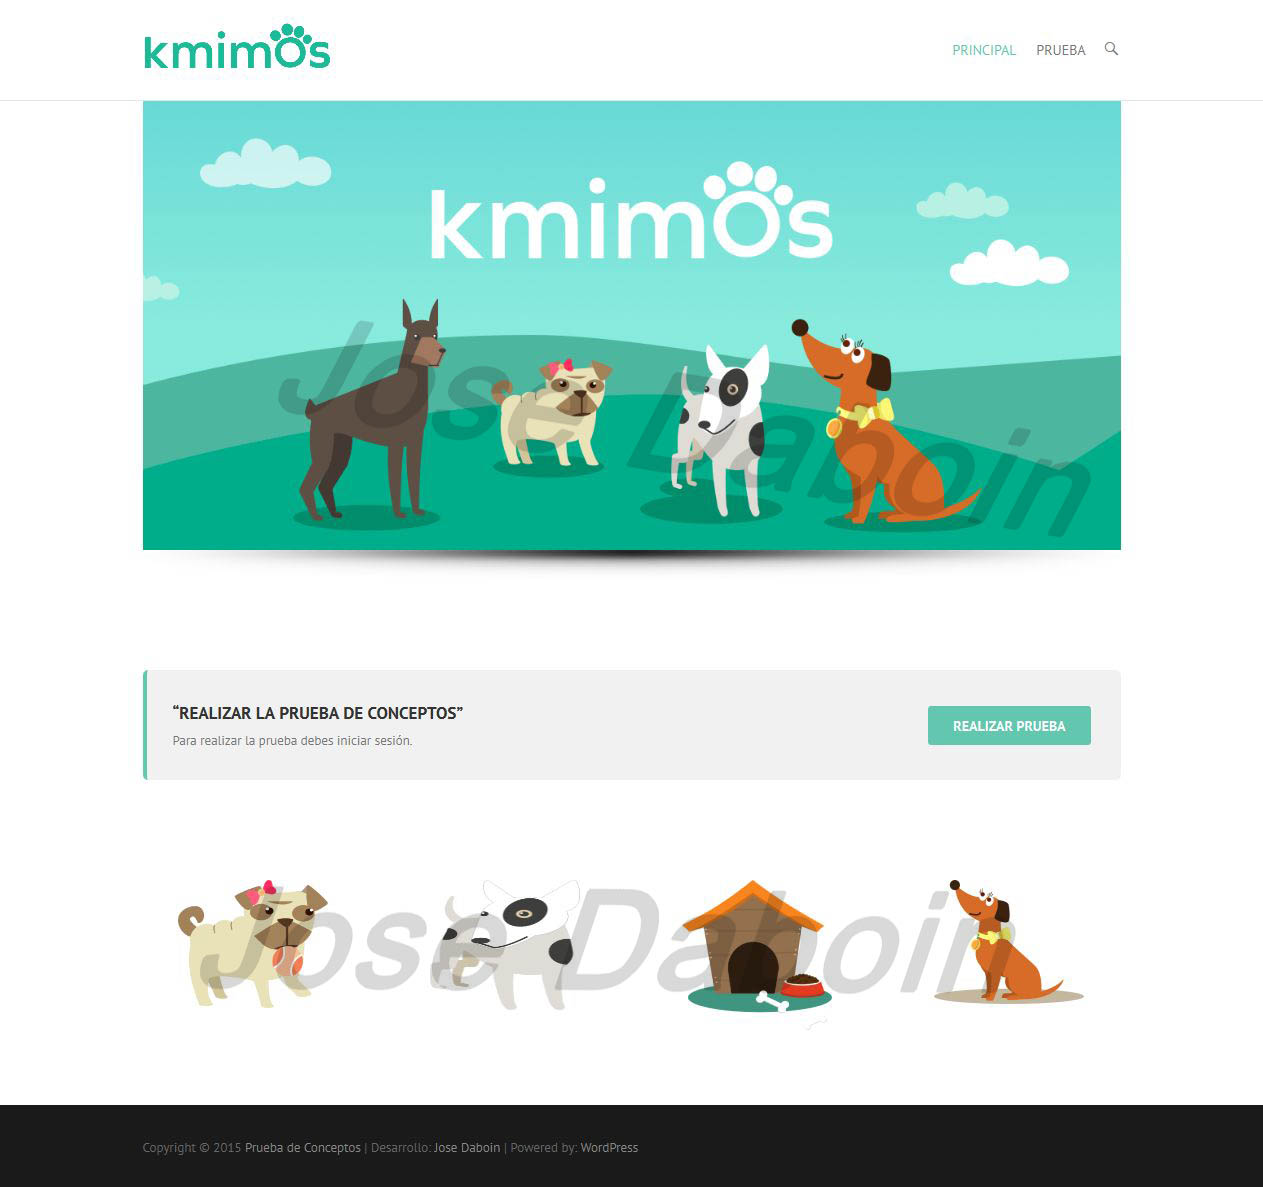 kmimos
PRINCIPAL PRUEBA
kmimos
Jose Daboin
“REALIZAR LA PRUEBA DE CONCEPTOS”
Para realizar la prueba debes iniciar sesión.
REALIZAR PRUEBA
Jose Daboin
Copyright © 2015 Prueba de Conceptos | Desarrollo: Jose Daboin | Powered by: WordPress